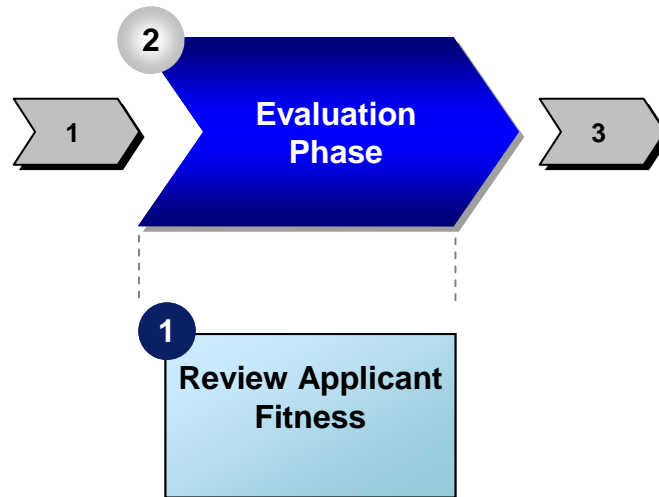 2
1
Evaluation
Phase
3
1
Review Applicant
Fitness